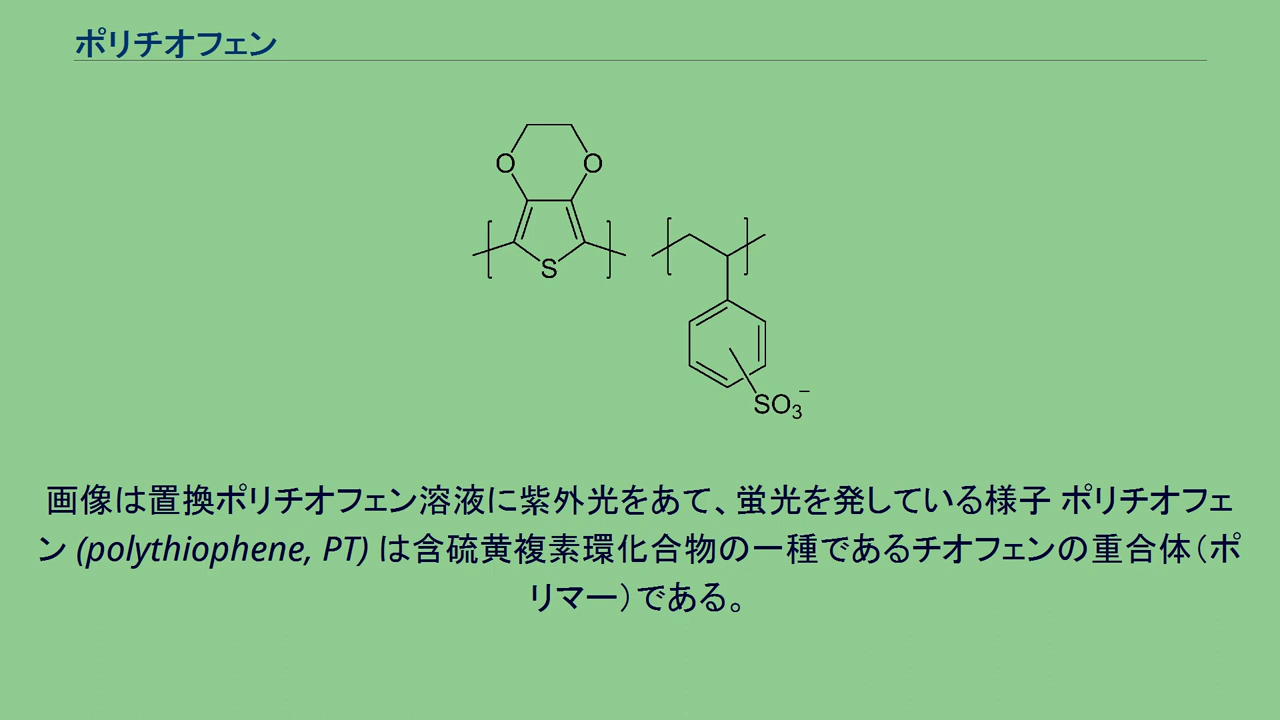 ポリチオフェン
O O
S
SO3−
画像は置換ポリチオフェン溶液に紫外光をあて、蛍光を発している様子 ポリチオフェ
ン (polythiophene, PT) は含硫黄複素環化合物の一種であるチオフェンの重合体（ポ
リマー）である。